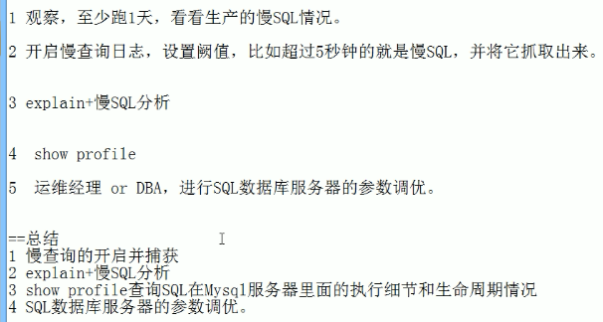 1 观察，至少跑1天，看看生产的慢SQL情况。
2 开启慢查询日志，设置阙值，比如超过5秒钟的就是慢SQL，并将它抓取出来。
3 explain+慢SQL分析
4 show profile
5 运维经理 or DBA，进行SQL数据库服务器的参数调优。
==总结
1 慢查询的开启并捕获
2 explain+慢SQL分析
3 show profile查询SQL在Mysql服务器里面的执行细节和生命周期情况
4 SQL数据库服务器的参数调优。